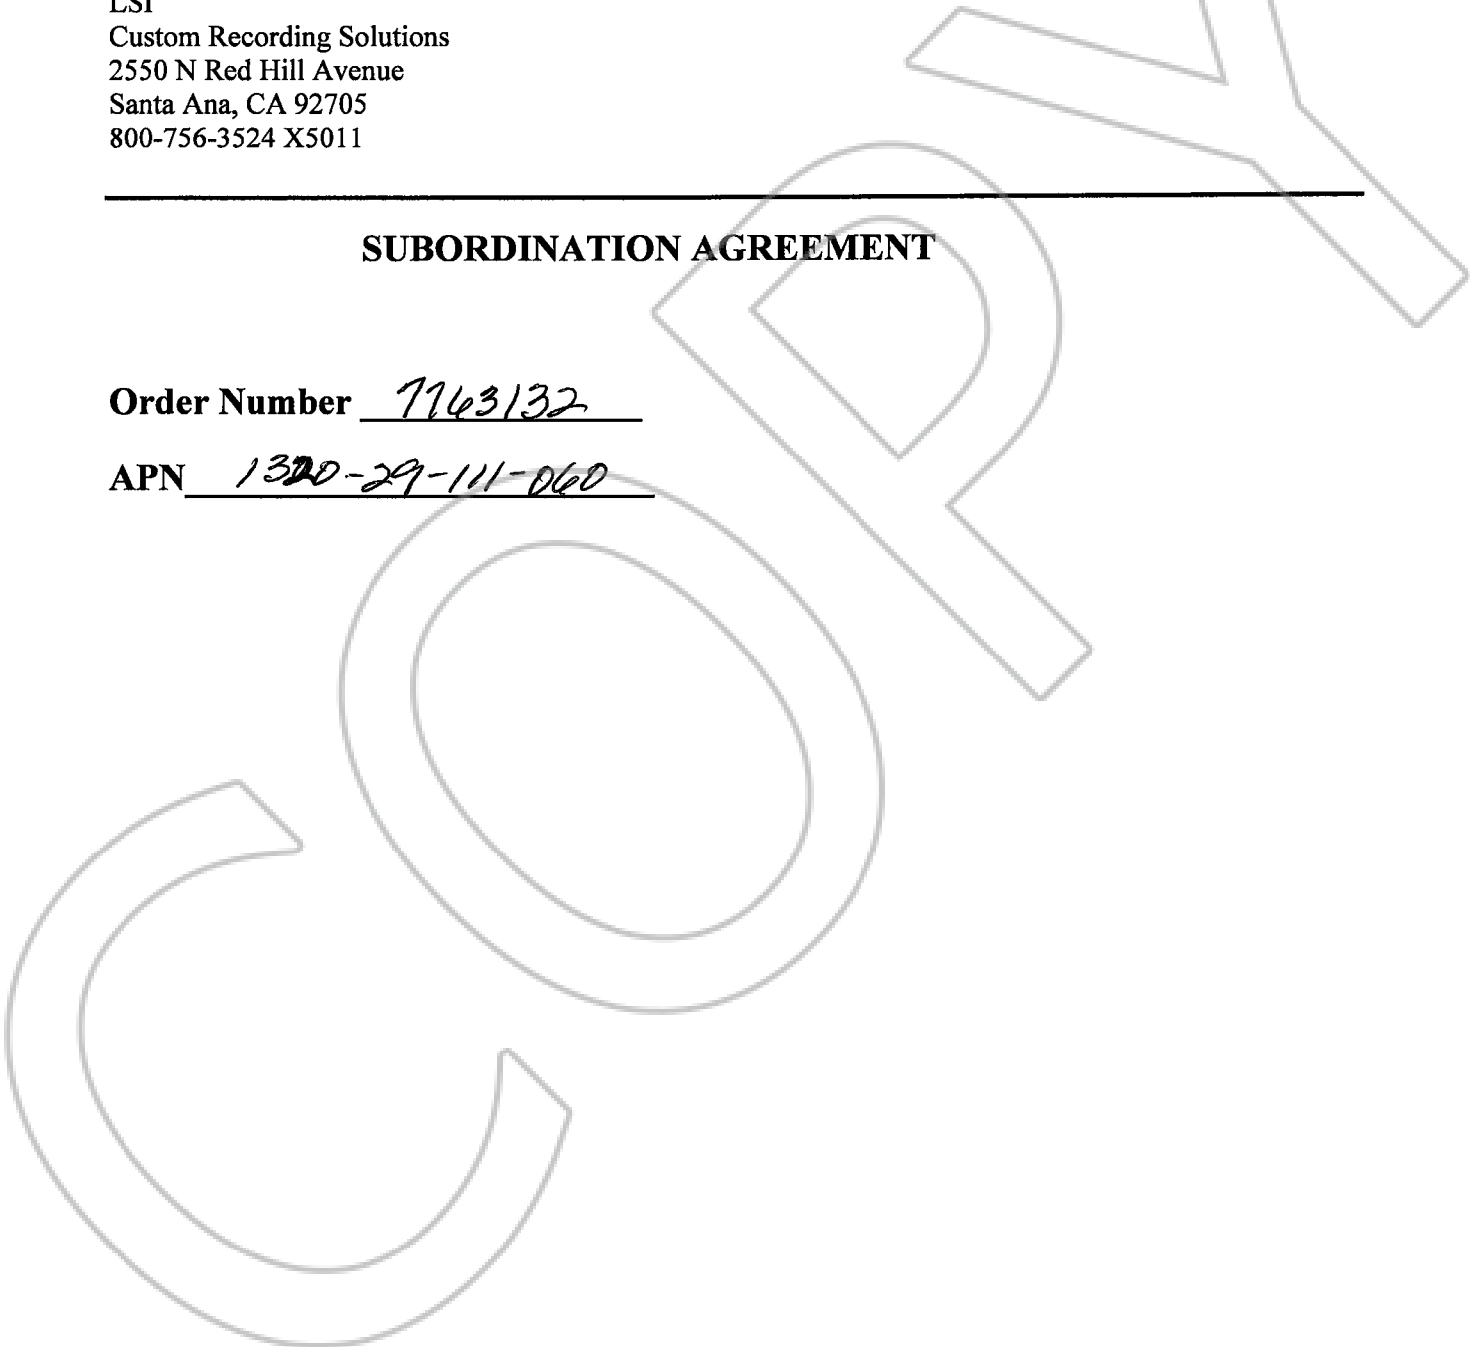 LSI
Custom Recording Solutions
2550 N Red Hill Avenue
Santa Ana, CA 92705
800-756-3524 X5011
SUBORDINATION AGREEMENT
Order Number 7763132
APN 1320-29-111-060
COPY